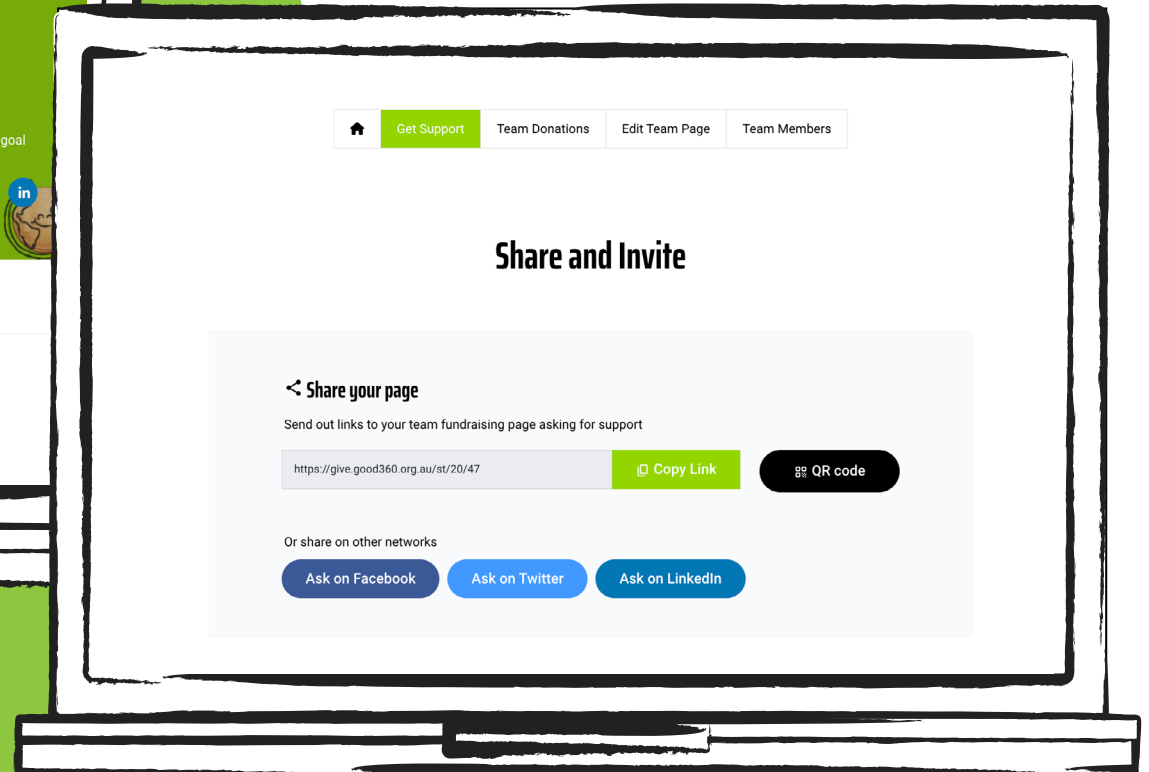 goal
in
Get Support Team Donations Edit Team Page Team Members
Share and Invite
Share your page
Send out links to your team fundraising page asking for support
https://give.good360.org.au/st/20/47 Copy Link QR code
Or share on other networks
Ask on Facebook Ask on Twitter Ask on LinkedIn